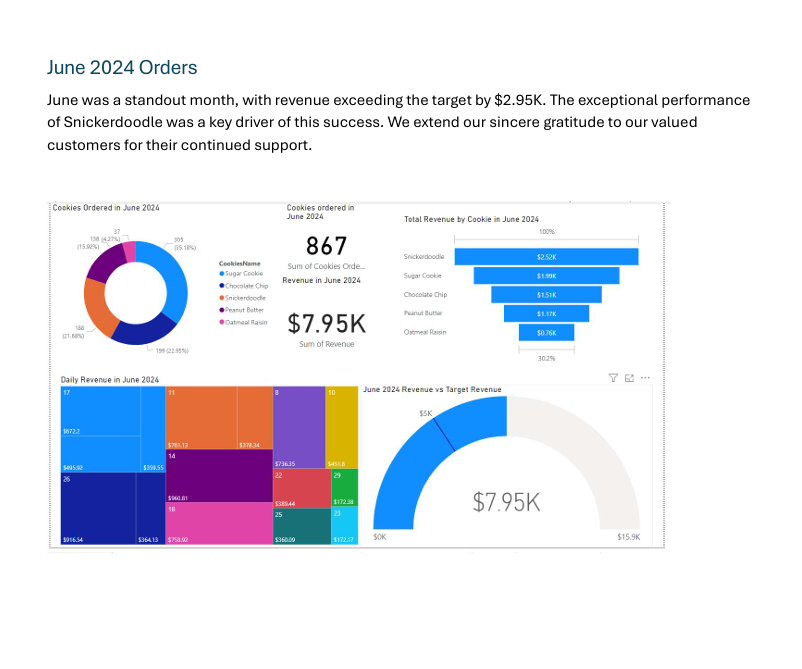 June 2024 Orders
June was a standout month, with revenue exceeding the target by $2.95K. The exceptional performance
of Snickerdoodle was a key driver of this success. We extend our sincere gratitude to our valued
customers for their continued support.
Cookies Ordered in June 2024
37
(4.27%)
138
(15.92%)
305
(35.18%)
188
(21.68%)
199 (22.95%)
CookiesName
Sugar Cookie
Chocolate Chip
Snickerdoodle
Peanut Butter
Oatmeal Raisin
Cookies ordered in
June 2024
867
Sum of Cookies Orde...
Revenue in June 2024
$7.95K
Sum of Revenue
Total Revenue by Cookie in June 2024
100%
Snickerdoodle $2.52K
Sugar Cookie $1.99K
Chocolate Chip $1.51K
Peanut Butter $1.17K
Oatmeal Raisin $0.76K
30.2%
Daily Revenue in June 2024
17
$672.2
$495.92
$359.55
26
$916.54
$364.13
11
$761.13
$378.34
14
$960.81
18
$758.92
8
$736.35
10
$451.6
22
$389.44
29
$172.38
25
$360.09
23
$172.17
June 2024 Revenue vs Target Revenue
$5K
$7.95K
$0K
$15.9K